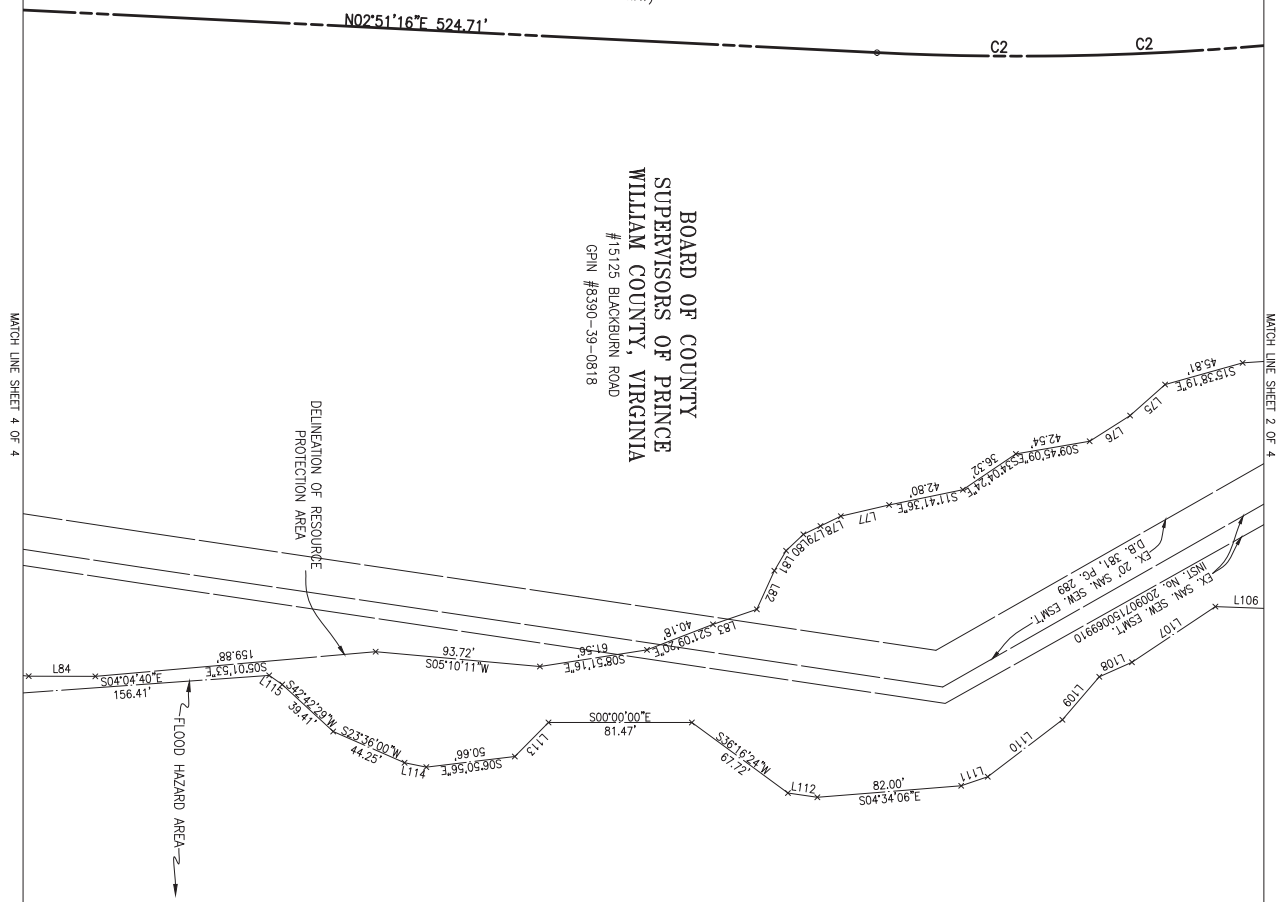 N02°51'16"E 524.71'
C2
C2
MATCH LINE SHEET 2 OF 4
MATCH LINE SHEET 4 OF 4
BOARD OF COUNTY
SUPERVISORS OF PRINCE
WILLIAM COUNTY, VIRGINIA
#15125 BLACKBURN ROAD
GPIN #8390-39-0818
S15°38'19"E
45.81'
L75
L76
S09°45'09"E
42.54'
S34°04'24"E
36.32'
S11°41'36"E
42.80'
L77
L78
L79
L80
L81
L82
L83
S21°09'20"E
40.18'
S08°51'16"E
61.56'
93.72'
S05°10'11"W
S05°01'53"E
159.88'
L84
S04°04'40"E
156.41'
DELINEATION OF RESOURCE
PROTECTION AREA
EX. 20' SAN. SEW. ESM'T.
D.B. 381, PG. 289
EX. SAN. SEW. ESM'T.
INST. No. 200907150069910
L106
L107
L108
L109
L110
L111
82.00'
S04°34'06"E
L112
S36°16'24"W
67.72'
S00°00'00"E
81.47'
L113
S06°50'56"E
50.66'
L114
S23°36'00"W
44.25'
S42°42'29"W
39.41'
L115
FLOOD HAZARD AREA